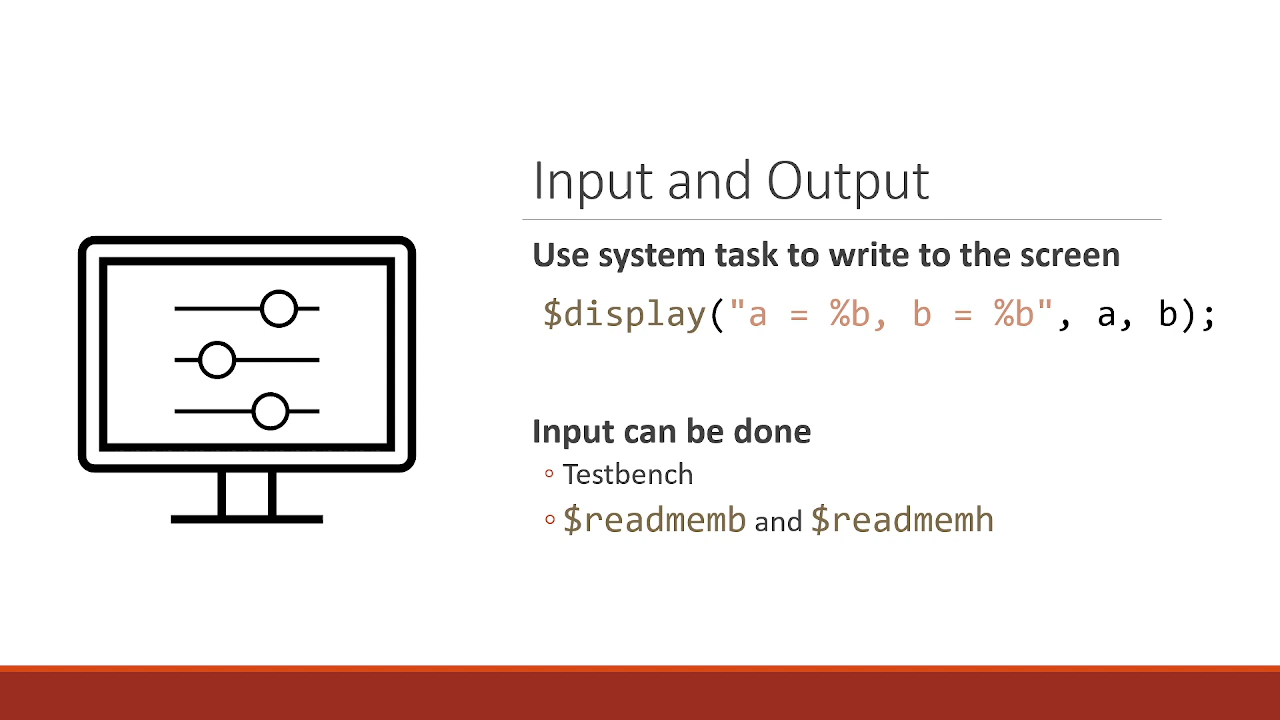 Input and Output
Use system task to write to the screen
$display("a = %b, b = %b", a, b);
Input can be done
◦ Testbench
◦ $readmemb and $readmemh